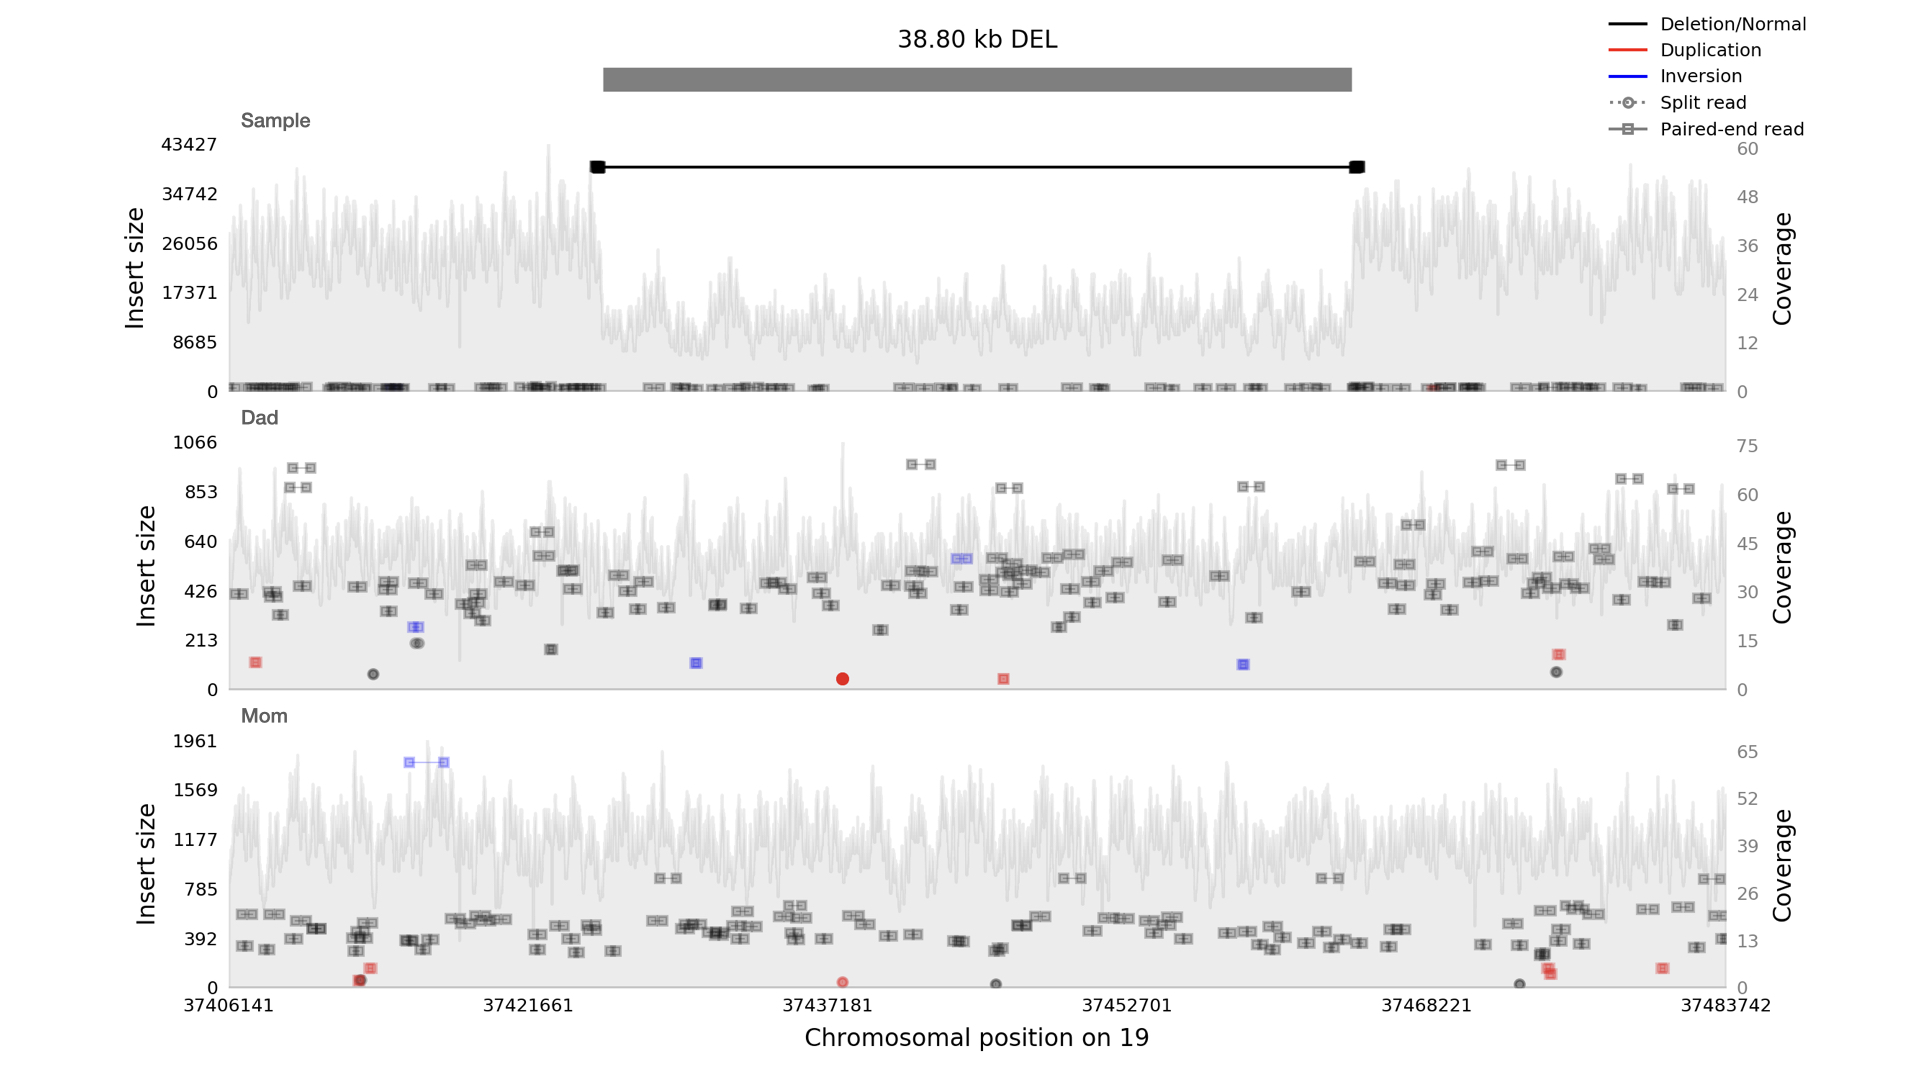 38.80 kb DEL
Deletion/Normal
Duplication
Inversion
Split read
Paired-end read
Sample
43427
34742
26056
17371
8685
0
Insert size
60
48
36
24
12
0
Coverage
Dad
1066
853
640
426
213
0
Insert size
75
60
45
30
15
0
Coverage
Mom
1961
1569
1177
785
392
0
Insert size
65
52
39
26
13
0
Coverage
37406141 37421661 37437181 37452701 37468221 37483742
Chromosomal position on 19